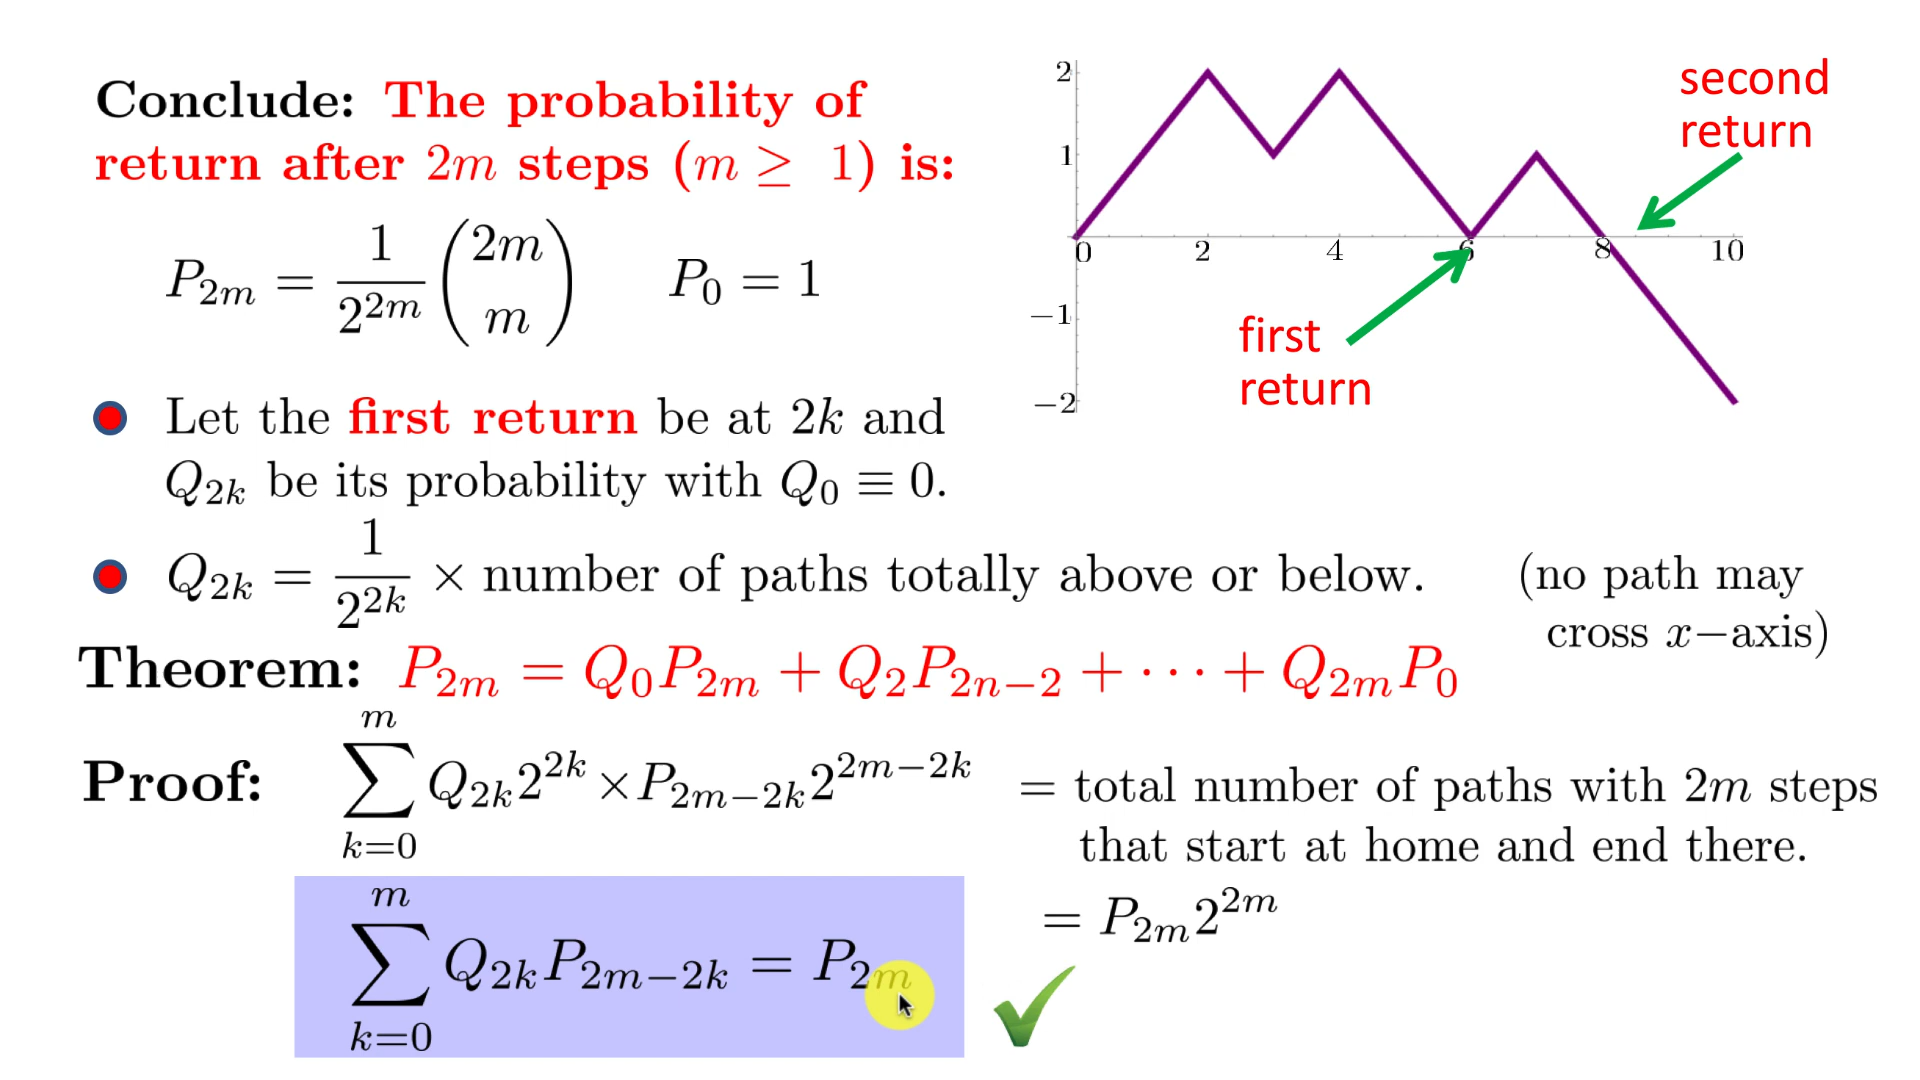 Conclude: The probability of
return after 2m steps (m ≥ 1) is:
P_{2m} = \frac{1}{2^{2m}} \binom{2m}{m}    P_0 = 1
2
1
0 2 4 6 8 10
−1
−2
second
return
first
return
Let the first return be at 2k and
Q_{2k} be its probability with Q_0 ≡ 0.
Q_{2k} = \frac{1}{2^{2k}} × number of paths totally above or below.
(no path may
cross x−axis)
Theorem: P_{2m} = Q_0P_{2m} + Q_2P_{2n−2} + ··· + Q_{2m}P_0
Proof: \sum_{k=0}^{m} Q_{2k}2^{2k} × P_{2m−2k}2^{2m−2k} = total number of paths with 2m steps
that start at home and end there.
= P_{2m}2^{2m}
\sum_{k=0}^{m} Q_{2k}P_{2m−2k} = P_{2m}